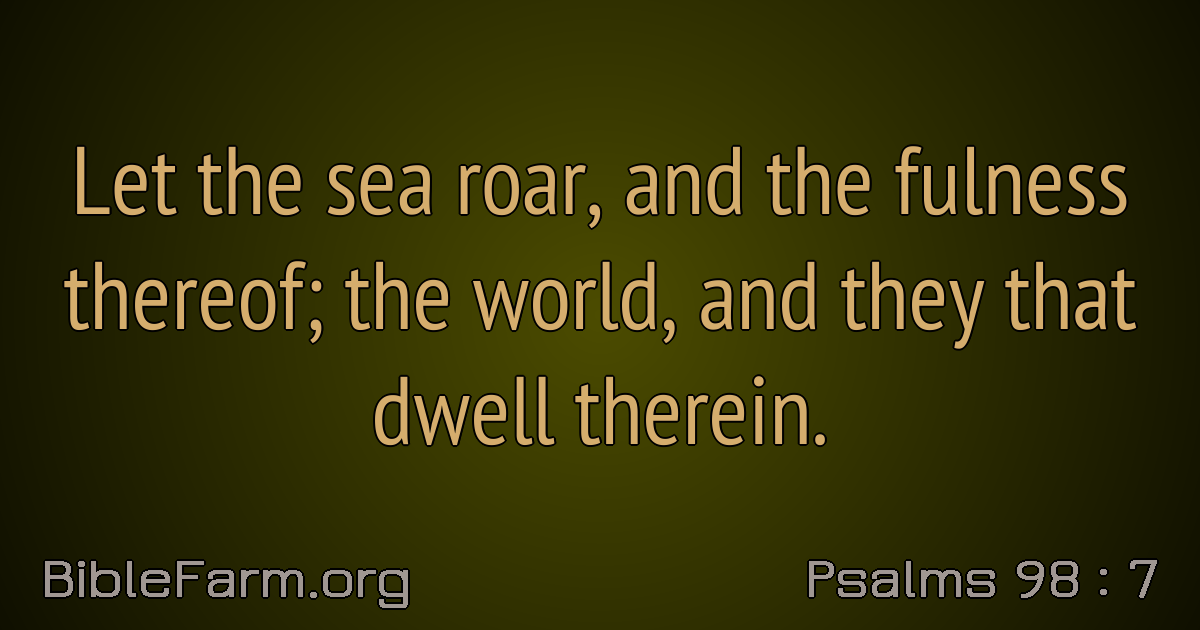 Let the sea roar, and the fulness
thereof; the world, and they that
dwell therein.
BibleFarm.org
Psalms 98 : 7